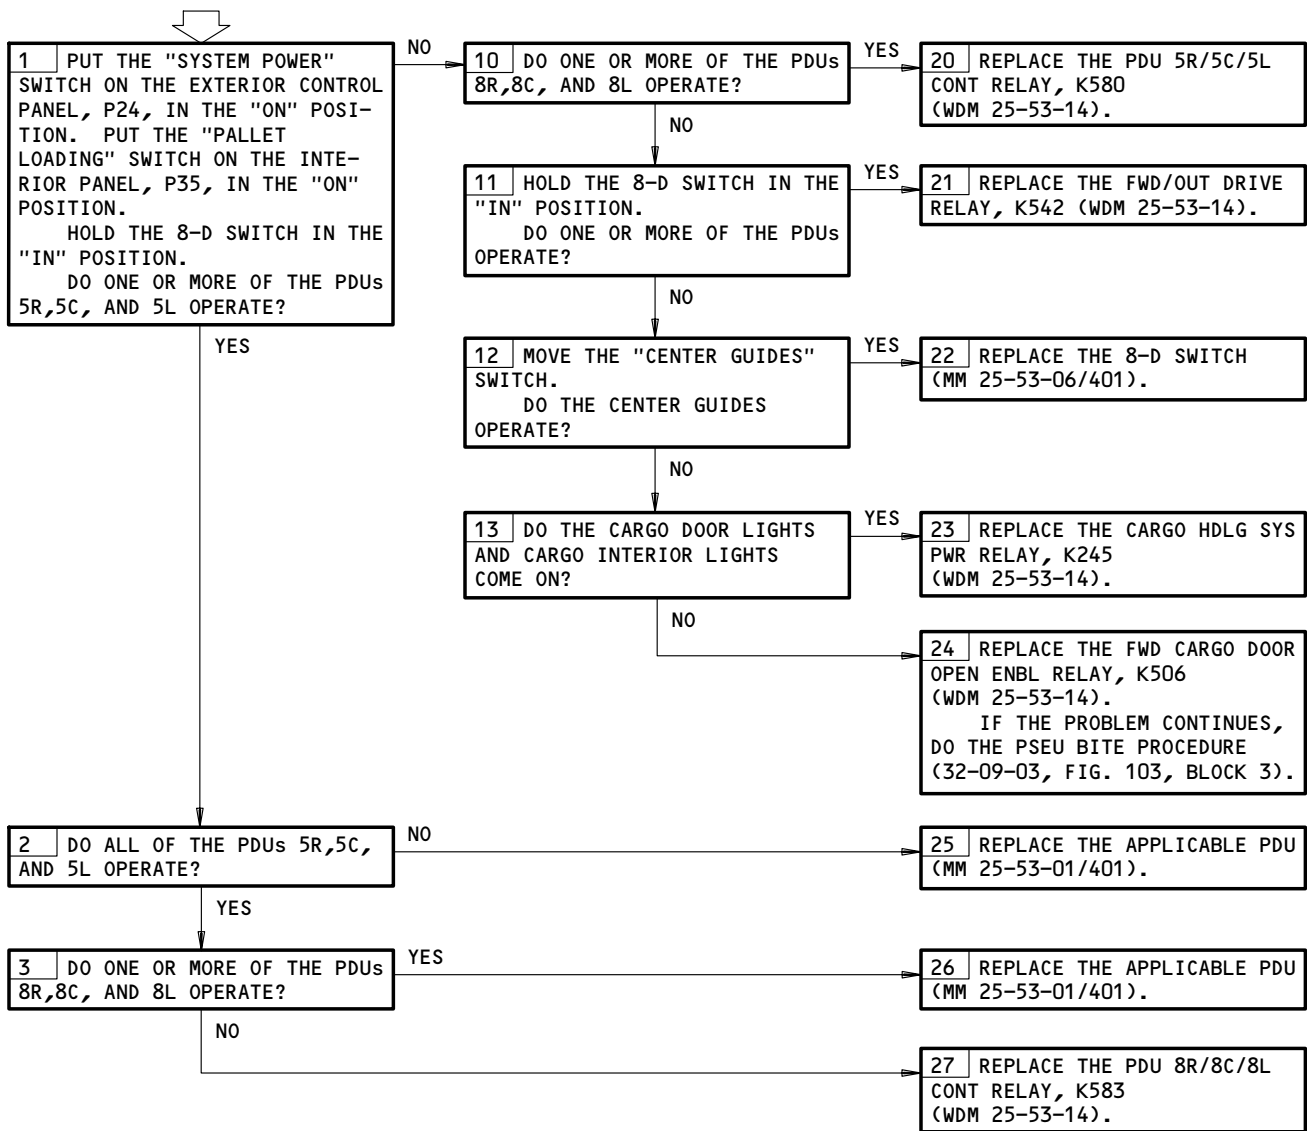 1 PUT THE "SYSTEM POWER"
SWITCH ON THE EXTERIOR CONTROL
PANEL, P24, IN THE "ON" POSI-
TION. PUT THE "PALLET
LOADING" SWITCH ON THE INTE-
RIOR PANEL, P35, IN THE "ON"
POSITION.
HOLD THE 8-D SWITCH IN THE
"IN" POSITION.
DO ONE OR MORE OF THE PDUs
5R,5C, AND 5L OPERATE?
NO
YES
10 DO ONE OR MORE OF THE PDUs
8R,8C, AND 8L OPERATE?
YES
NO
20 REPLACE THE PDU 5R/5C/5L
CONT RELAY, K580
(WDM 25-53-14).
11 HOLD THE 8-D SWITCH IN THE
"IN" POSITION.
DO ONE OR MORE OF THE PDUs
OPERATE?
YES
NO
21 REPLACE THE FWD/OUT DRIVE
RELAY, K542 (WDM 25-53-14).
12 MOVE THE "CENTER GUIDES"
SWITCH.
DO THE CENTER GUIDES
OPERATE?
YES
NO
22 REPLACE THE 8-D SWITCH
(MM 25-53-06/401).
13 DO THE CARGO DOOR LIGHTS
AND CARGO INTERIOR LIGHTS
COME ON?
YES
NO
23 REPLACE THE CARGO HDLG SYS
PWR RELAY, K245
(WDM 25-53-14).
24 REPLACE THE FWD CARGO DOOR
OPEN ENBL RELAY, K506
(WDM 25-53-14).
IF THE PROBLEM CONTINUES,
DO THE PSEU BITE PROCEDURE
(32-09-03, FIG. 103, BLOCK 3).
2 DO ALL OF THE PDUs 5R,5C,
AND 5L OPERATE?
NO
YES
25 REPLACE THE APPLICABLE PDU
(MM 25-53-01/401).
3 DO ONE OR MORE OF THE PDUs
8R,8C, AND 8L OPERATE?
YES
NO
26 REPLACE THE APPLICABLE PDU
(MM 25-53-01/401).
27 REPLACE THE PDU 8R/8C/8L
CONT RELAY, K583
(WDM 25-53-14).